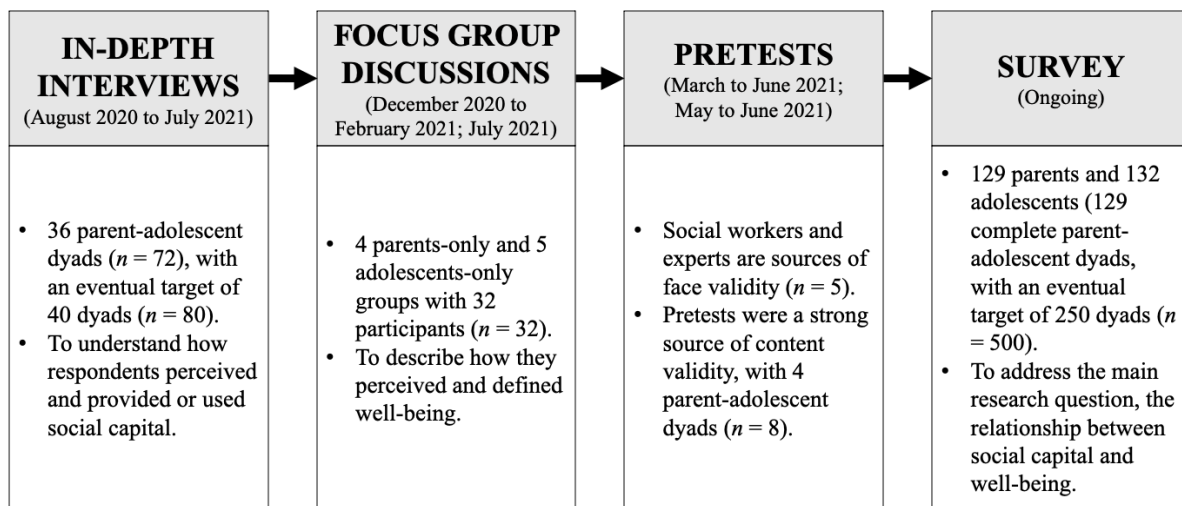 IN-DEPTH
INTERVIEWS
(August 2020 to July 2021)
• 36 parent-adolescent
dyads (n = 72), with
an eventual target of
40 dyads (n = 80).
• To understand how
respondents perceived
and provided or used
social capital.
FOCUS GROUP
DISCUSSIONS
(December 2020 to
February 2021; July 2021)
• 4 parents-only and 5
adolescents-only
groups with 32
participants (n = 32).
• To describe how they
perceived and defined
well-being.
PRETESTS
(March to June 2021;
May to June 2021)
• Social workers and
experts are sources of
face validity (n = 5).
• Pretests were a strong
source of content
validity, with 4
parent-adolescent
dyads (n = 8).
SURVEY
(Ongoing)
• 129 parents and 132
adolescents (129
complete parent-
adolescent dyads,
with an eventual
target of 250 dyads (n
= 500).
• To address the main
research question, the
relationship between
social capital and
well-being.